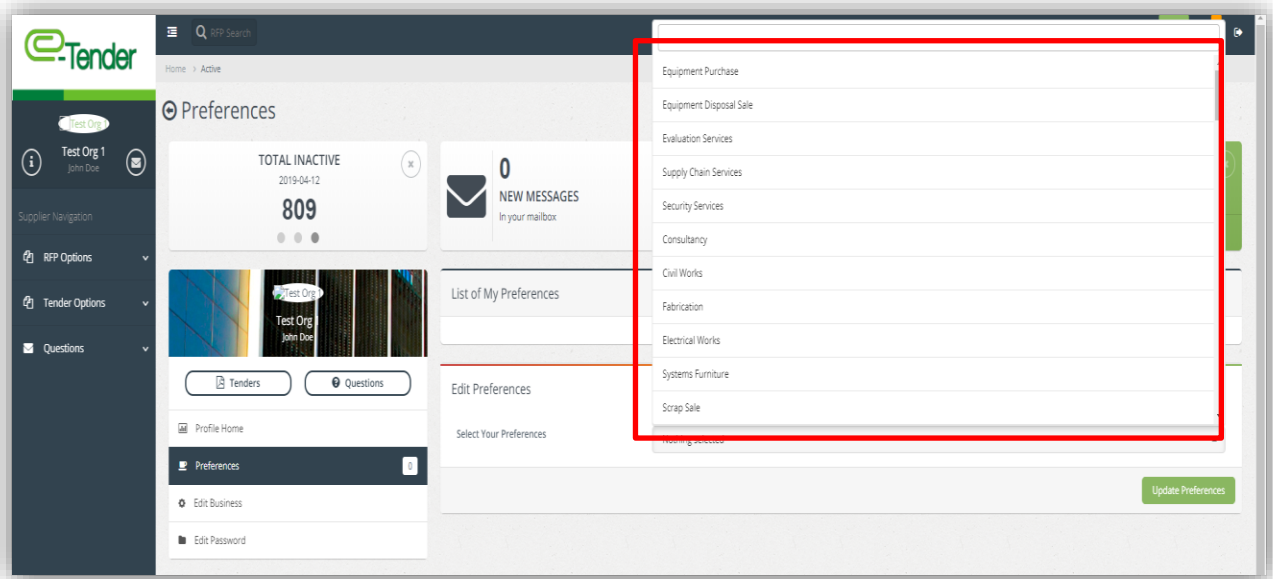 e-Tender
RFP Search
Home > Active
Test Org 1
Test Org 1
John Doe
Supplier Navigation
RFP Options
Tender Options
Questions
Preferences
TOTAL INACTIVE
2019-04-12
809
0
NEW MESSAGES
In your mailbox
Test Org 1
Test Org
John Doe
Tenders
Questions
Profile Home
Preferences
0
Edit Business
Edit Password
List of My Preferences
Edit Preferences
Select Your Preferences
Equipment Purchase
Equipment Disposal Sale
Evaluation Services
Supply Chain Services
Security Services
Consultancy
Civil Works
Fabrication
Electrical Works
Systems Furniture
Scrap Sale
Nothing Selected
Update Preferences